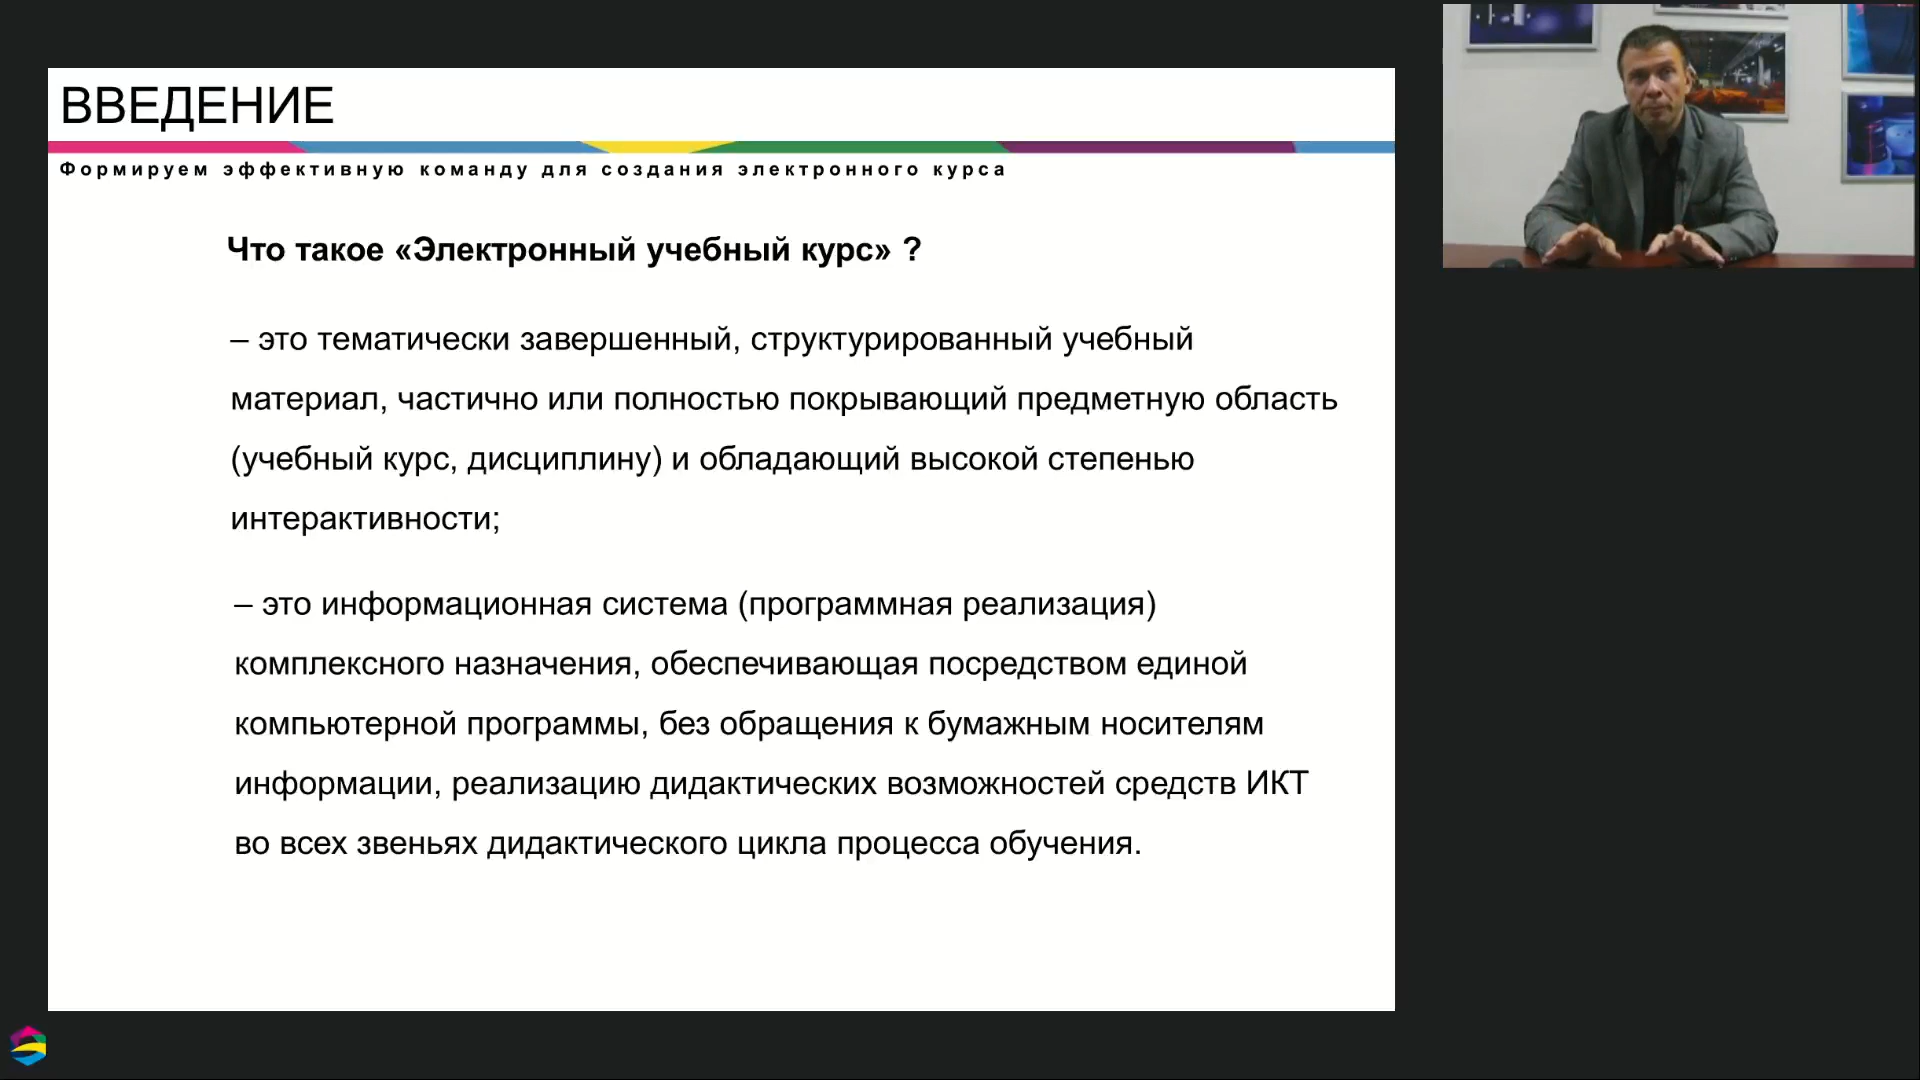 ВВЕДЕНИЕ
Формируем эффективную команду для создания электронного курса
Что такое «Электронный учебный курс» ?
– это тематически завершенный, структурированный учебный
материал, частично или полностью покрывающий предметную область
(учебный курс, дисциплину) и обладающий высокой степенью
интерактивности;
– это информационная система (программная реализация)
комплексного назначения, обеспечивающая посредством единой
компьютерной программы, без обращения к бумажным носителям
информации, реализацию дидактических возможностей средств ИКТ
во всех звеньях дидактического цикла процесса обучения.